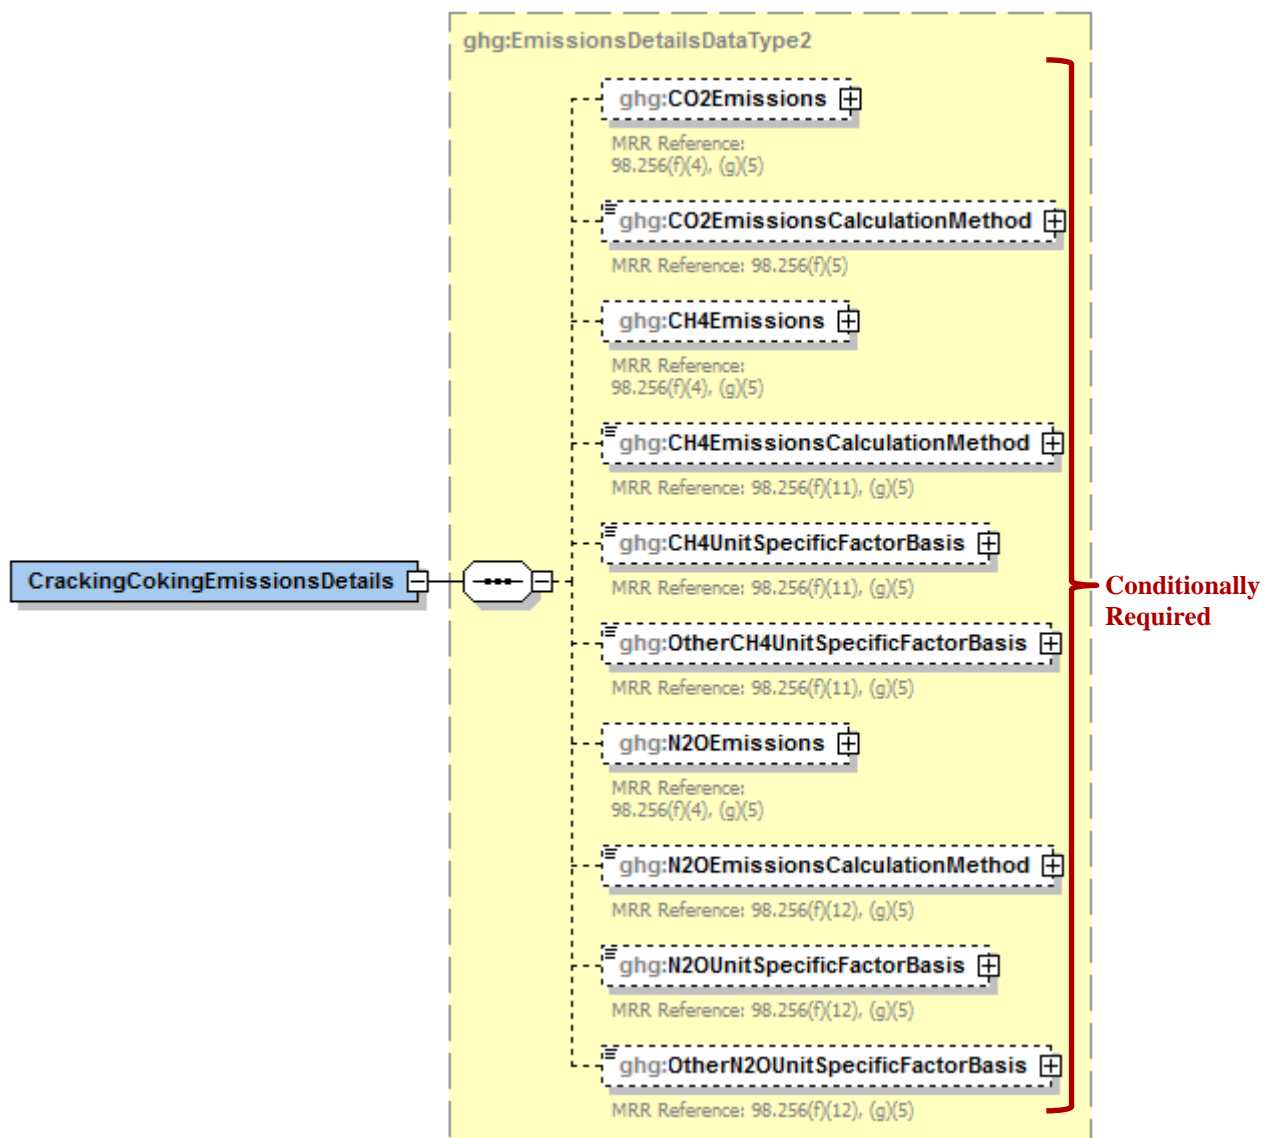 ghg:EmissionsDetailsDataType2
ghg:CO2Emissions
MRR Reference:
98.256(f)(4), (g)(5)
ghg:CO2EmissionsCalculationMethod
MRR Reference: 98.256(f)(5)
ghg:CH4Emissions
MRR Reference:
98.256(f)(4), (g)(5)
ghg:CH4EmissionsCalculationMethod
MRR Reference: 98.256(f)(11), (g)(5)
ghg:CH4UnitSpecificFactorBasis
MRR Reference: 98.256(f)(11), (g)(5)
CrackingCokingEmissionsDetails
Conditionally
Required
ghg:OtherCH4UnitSpecificFactorBasis
MRR Reference: 98.256(f)(11), (g)(5)
ghg:N2OEmissions
MRR Reference:
98.256(f)(4), (g)(5)
ghg:N2OEmissionsCalculationMethod
MRR Reference: 98.256(f)(12), (g)(5)
ghg:N2OUnitSpecificFactorBasis
MRR Reference: 98.256(f)(12), (g)(5)
ghg:OtherN2OUnitSpecificFactorBasis
MRR Reference: 98.256(f)(12), (g)(5)